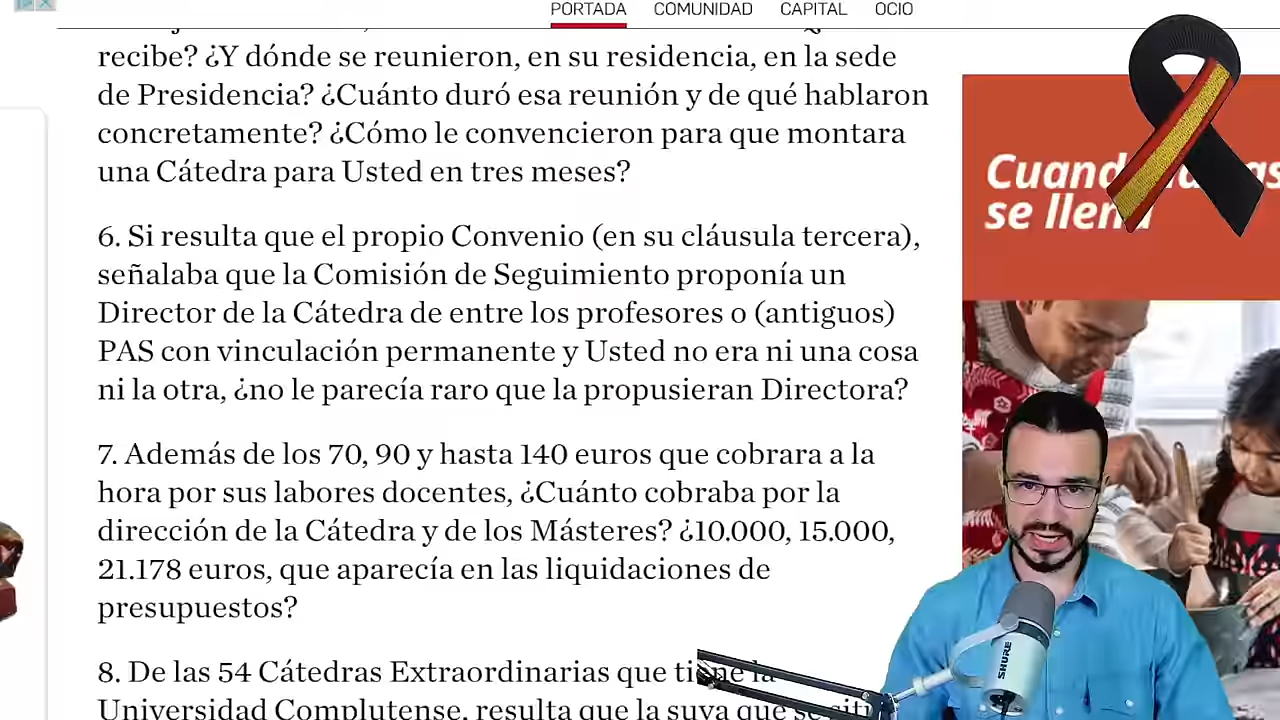 PORTADA COMUNIDAD CAPITAL OCIO
recibe? ¿Y dónde se reunieron, en su residencia, en la sede
de Presidencia? ¿Cuánto duró esa reunión y de qué hablaron
concretamente? ¿Cómo le convencieron para que montara
una Cátedra para Usted en tres meses?
6. Si resulta que el propio Convenio (en su cláusula tercera),
señalaba que la Comisión de Seguimiento proponía un
Director de la Cátedra de entre los profesores o (antiguos)
PAS con vinculación permanente y Usted no era ni una cosa
ni la otra, ¿no le parecía raro que la propusieran Directora?
7. Además de los 70, 90 y hasta 140 euros que cobrara a la
hora por sus labores docentes, ¿Cuánto cobraba por la
dirección de la Cátedra y de los Másteres? ¿10.000, 15.000,
21.178 euros, que aparecía en las liquidaciones de
presupuestos?
8. De las 54 Cátedras Extraordinarias que tiene la
Universidad Complutense, resulta que la suya que se
se
SHURE